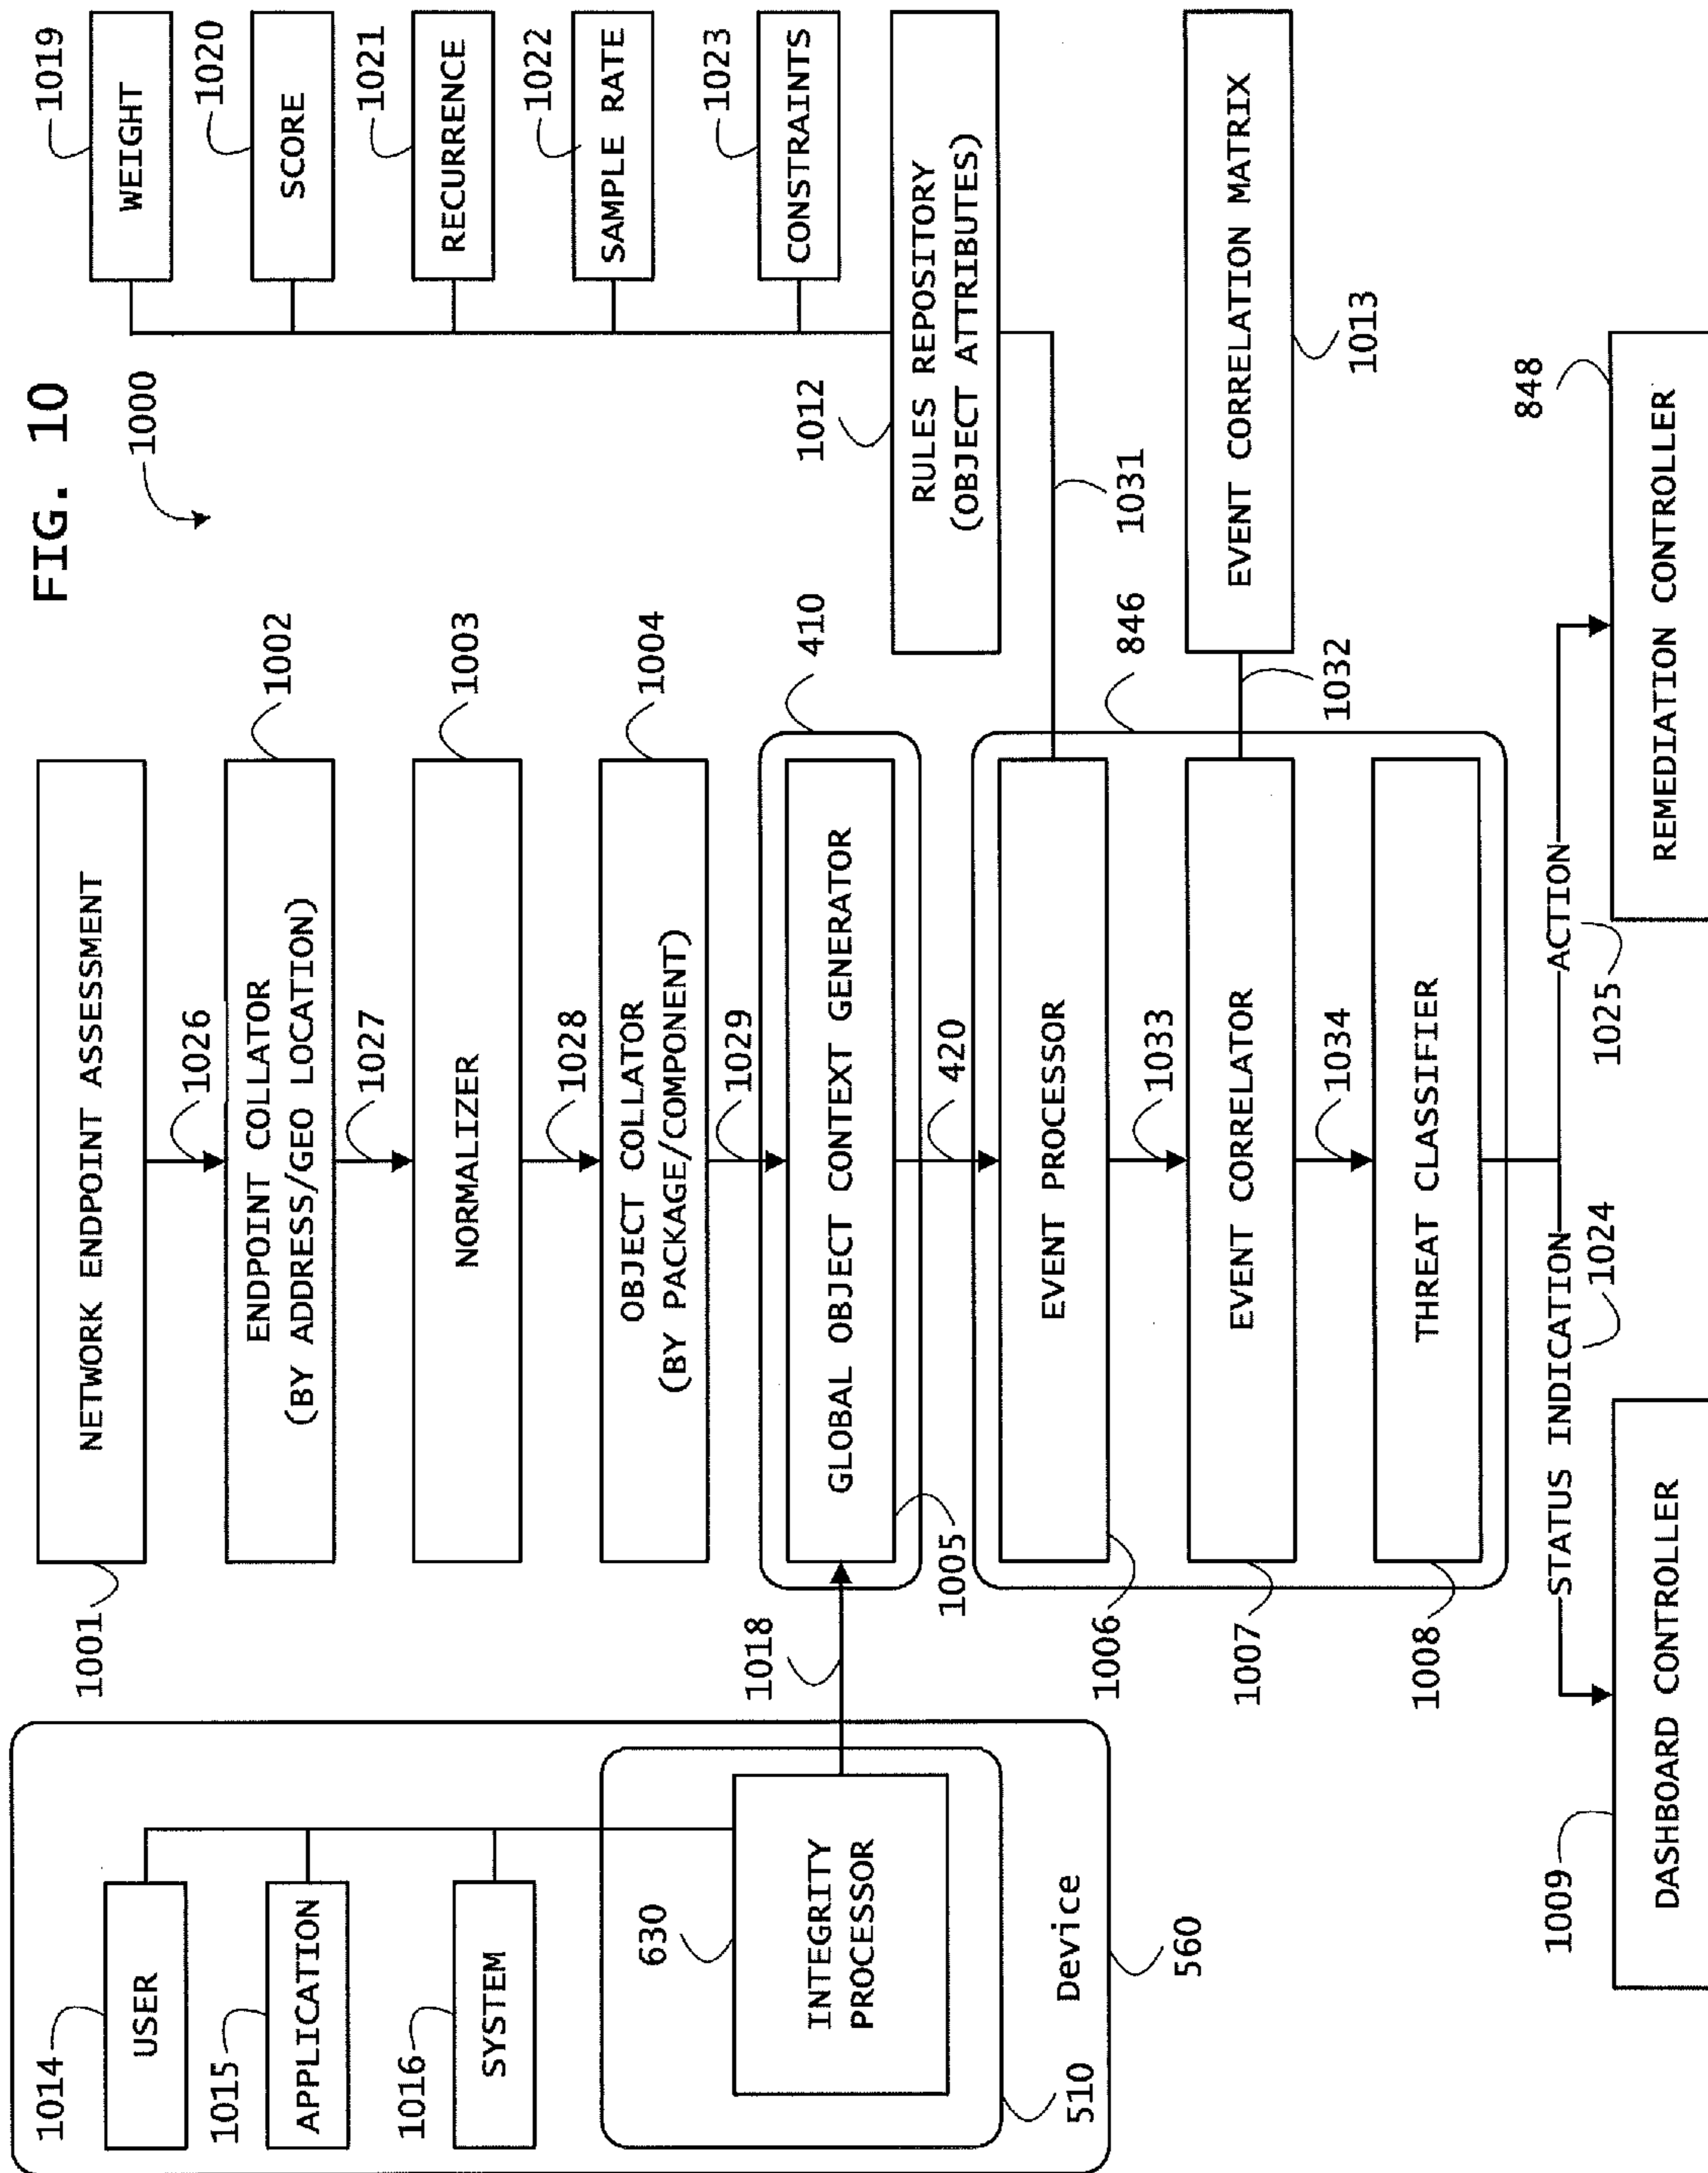 FIG. 10
1000
1001
NETWORK ENDPOINT ASSESSMENT
1026
1002
ENDPOINT COLLATOR
(BY ADDRESS/GEO LOCATION)
1027
1003
NORMALIZER
1028
1004
OBJECT COLLATOR
(BY PACKAGE/COMPONENT)
1029
410
GLOBAL OBJECT CONTEXT GENERATOR
1005
1018
420
846
EVENT PROCESSOR
1006
1033
EVENT CORRELATOR
1007
1034
THREAT CLASSIFIER
1008
1014
USER
1015
APPLICATION
1016
SYSTEM
630
INTEGRITY
PROCESSOR
Device
510
560
1019
WEIGHT
1020
SCORE
1021
RECURRENCE
1022
SAMPLE RATE
1023
CONSTRAINTS
1012
RULES REPOSITORY
(OBJECT ATTRIBUTES)
1031
EVENT CORRELATION MATRIX
1013
1032
STATUS INDICATION
1024
ACTION
1025
1009
DASHBOARD CONTROLLER
848
REMEDIATION CONTROLLER